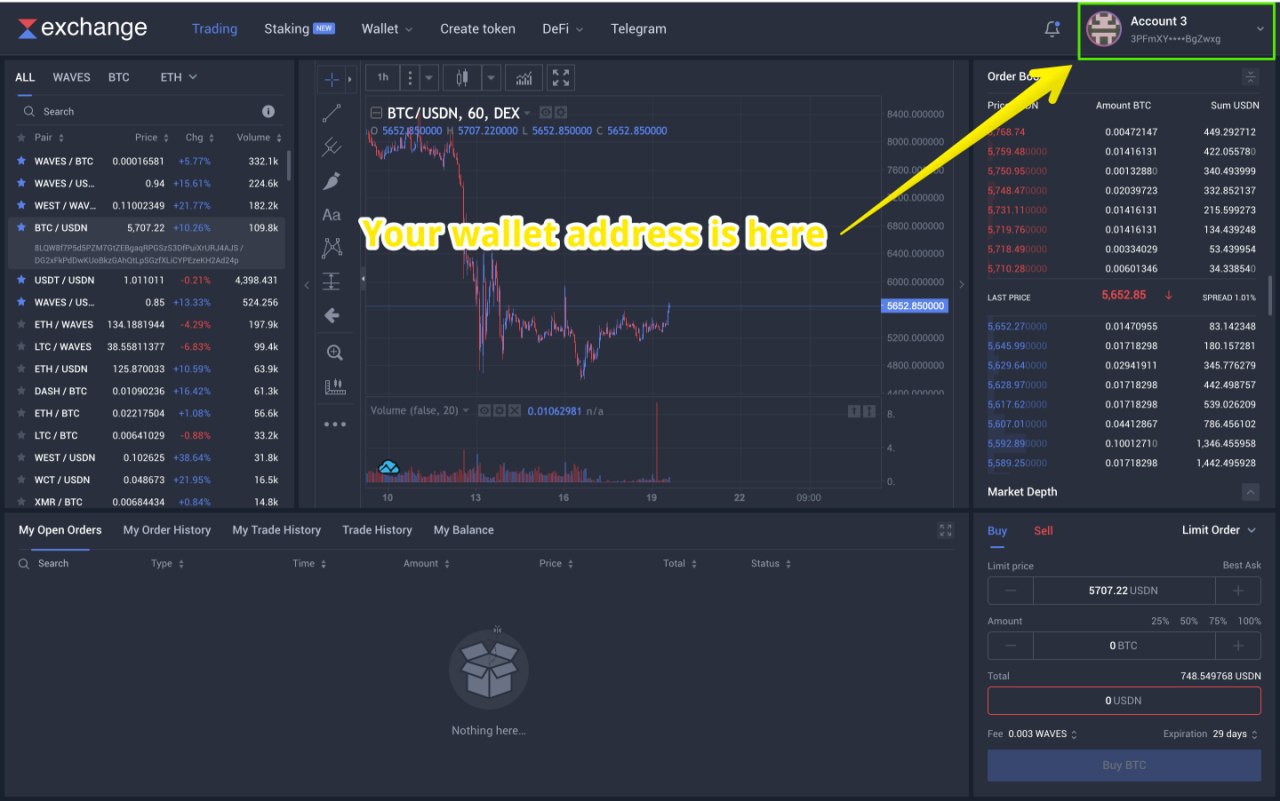 exchange
Trading Staking NEW Wallet Create token DeFi Telegram
Account 3
3PFmXY••••BgZwxg
ALL WAVES BTC ETH
Search
Pair Price Chg Volume
WAVES / BTC 0.00016581 +5.77% 332.1k
WAVES / US... 0.94 +15.61% 224.6k
WEST / WAV... 0.11002349 +21.77% 182.2k
BTC / USDN 5,707.22 +10.26% 109.8k
USDT / USDN 1.011011 -0.21% 4,398.431
WAVES / US... 0.85 +13.33% 524.256
ETH / WAVES 134.1881944 -4.29% 197.9k
LTC / WAVES 38.55811377 -6.83% 99.4k
ETH / USDN 125.870033 +10.59% 63.9k
DASH / BTC 0.01090236 +16.42% 61.3k
ETH / BTC 0.02217504 +1.08% 56.6k
LTC / BTC 0.00641029 -0.88% 33.2k
WEST / USDN 0.102625 +38.64% 31.8k
WCT / USDN 0.048673 +21.95% 16.5k
XMR / BTC 0.00684434 +0.84% 14.8k
1h
Aa
BTC/USDN, 60, DEX
O 5652.850000 H 5707.220000 L 5652.850000 C 5652.850000
Your wallet address is here
8400.000000
8000.000000
7600.000000
7200.000000
6800.000000
6400.000000
6000.000000
5652.850000
5200.000000
4800.000000
4400.000000
Volume (false, 20) 0.01062981 n/a
8.
4.
0.
10 13 16 19 22 09:00
Order
Amount BTC Sum USDN
5,768.74 0.00472147 449.292712
5,759.480000 0.01416131 422.055780
5,750.950000 0.00132880 340.493999
5,748.470000 0.02039723 332.852137
5,731.110000 0.01416131 215.599273
5,719.760000 0.01416131 134.439248
5,718.490000 0.00334029 53.439954
5,710.280000 0.00601346 34.338540
LAST PRICE 5,652.85 ↓ SPREAD 1.01%
5,652.270000 0.01470955 83.142348
5,645.990000 0.01718298 180.157281
5,629.640000 0.02941911 345.776279
5,628.970000 0.01718298 442.498757
5,617.620000 0.01718298 539.026209
5,607.010000 0.04412867 786.456102
5,592.890000 0.10012710 1,346.455958
5,589.250000 0.01718298 1,442.495928
Market Depth
My Open Orders My Order History My Trade History Trade History My Balance
Search Type Time Amount Price Total Status
Nothing here...
Buy Sell Limit Order
Limit price Best Ask
5707.22 USDN
Amount 25% 50% 75% 100%
0 BTC
Total 748.549768 USDN
0 USDN
Fee 0.003 WAVES Expiration 29 days
Buy BTC